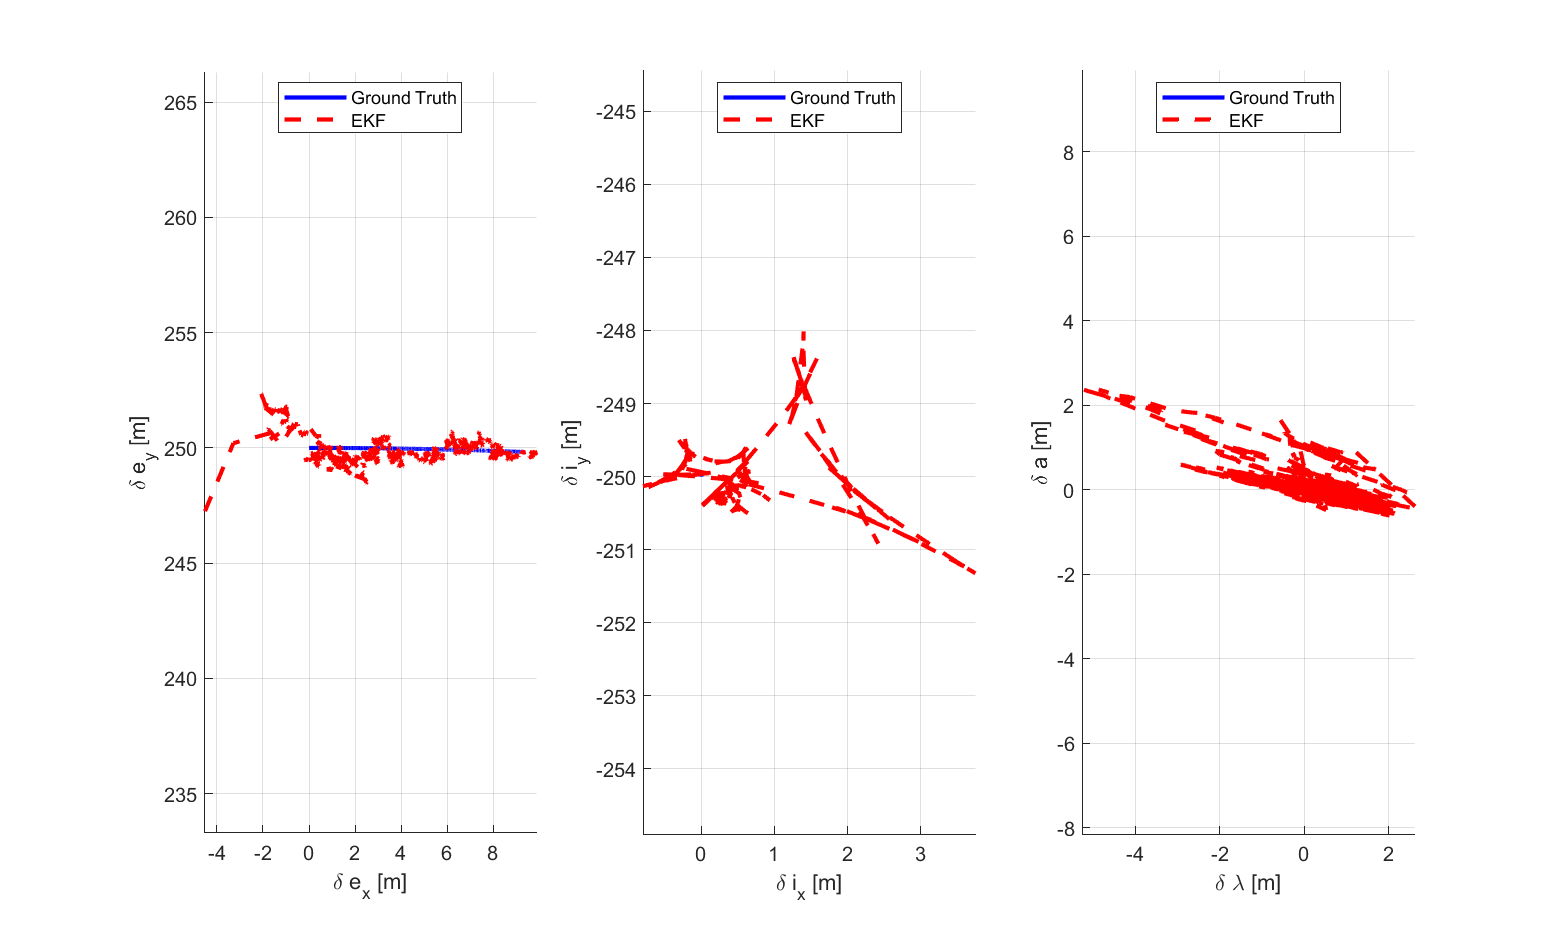 Ground Truth
EKF
265
260
255
250
245
240
235
-4 -2 0 2 4 6 8
δ e_x [m]
δ e_y [m]
Ground Truth
EKF
-245
-246
-247
-248
-249
-250
-251
-252
-253
-254
0 1 2 3
δ i_x [m]
δ i_y [m]
Ground Truth
EKF
8
6
4
2
0
-2
-4
-6
-8
-4 -2 0 2
δ λ [m]
δ a [m]